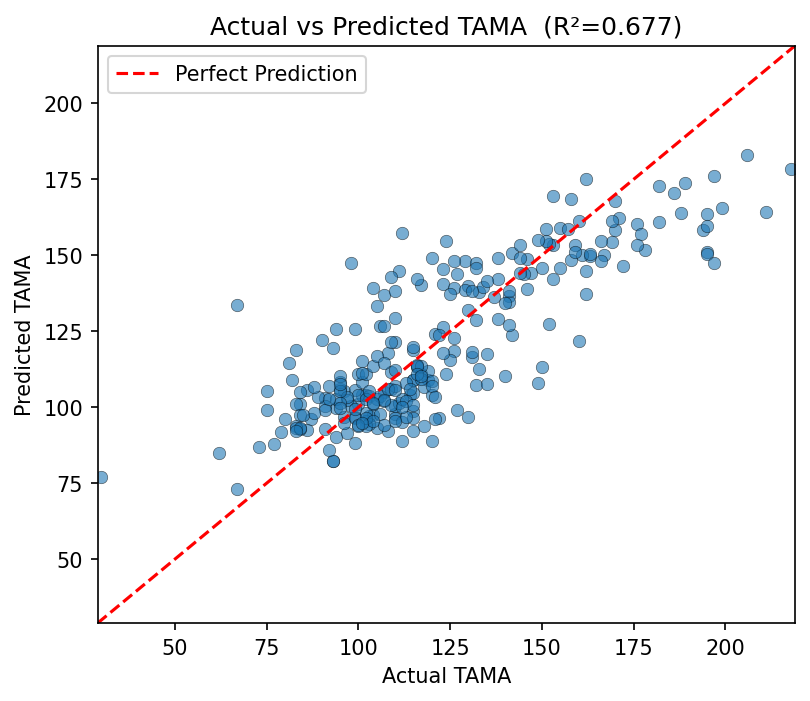 Actual vs Predicted TAMA  (R²=0.677)
Perfect Prediction
Predicted TAMA
200
175
150
125
100
75
50
50 75 100 125 150 175 200
Actual TAMA